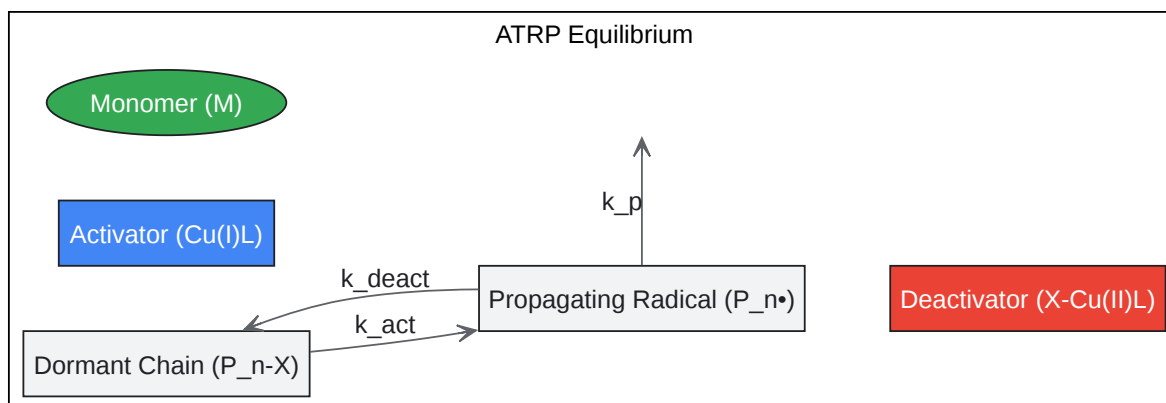 ATRP Equilibrium
Monomer (M)
k_p
Activator (Cu(I)L)
k_deact
Propagating Radical (P_n•)
Deactivator (X-Cu(II)L)
k_act
Dormant Chain (P_n-X)